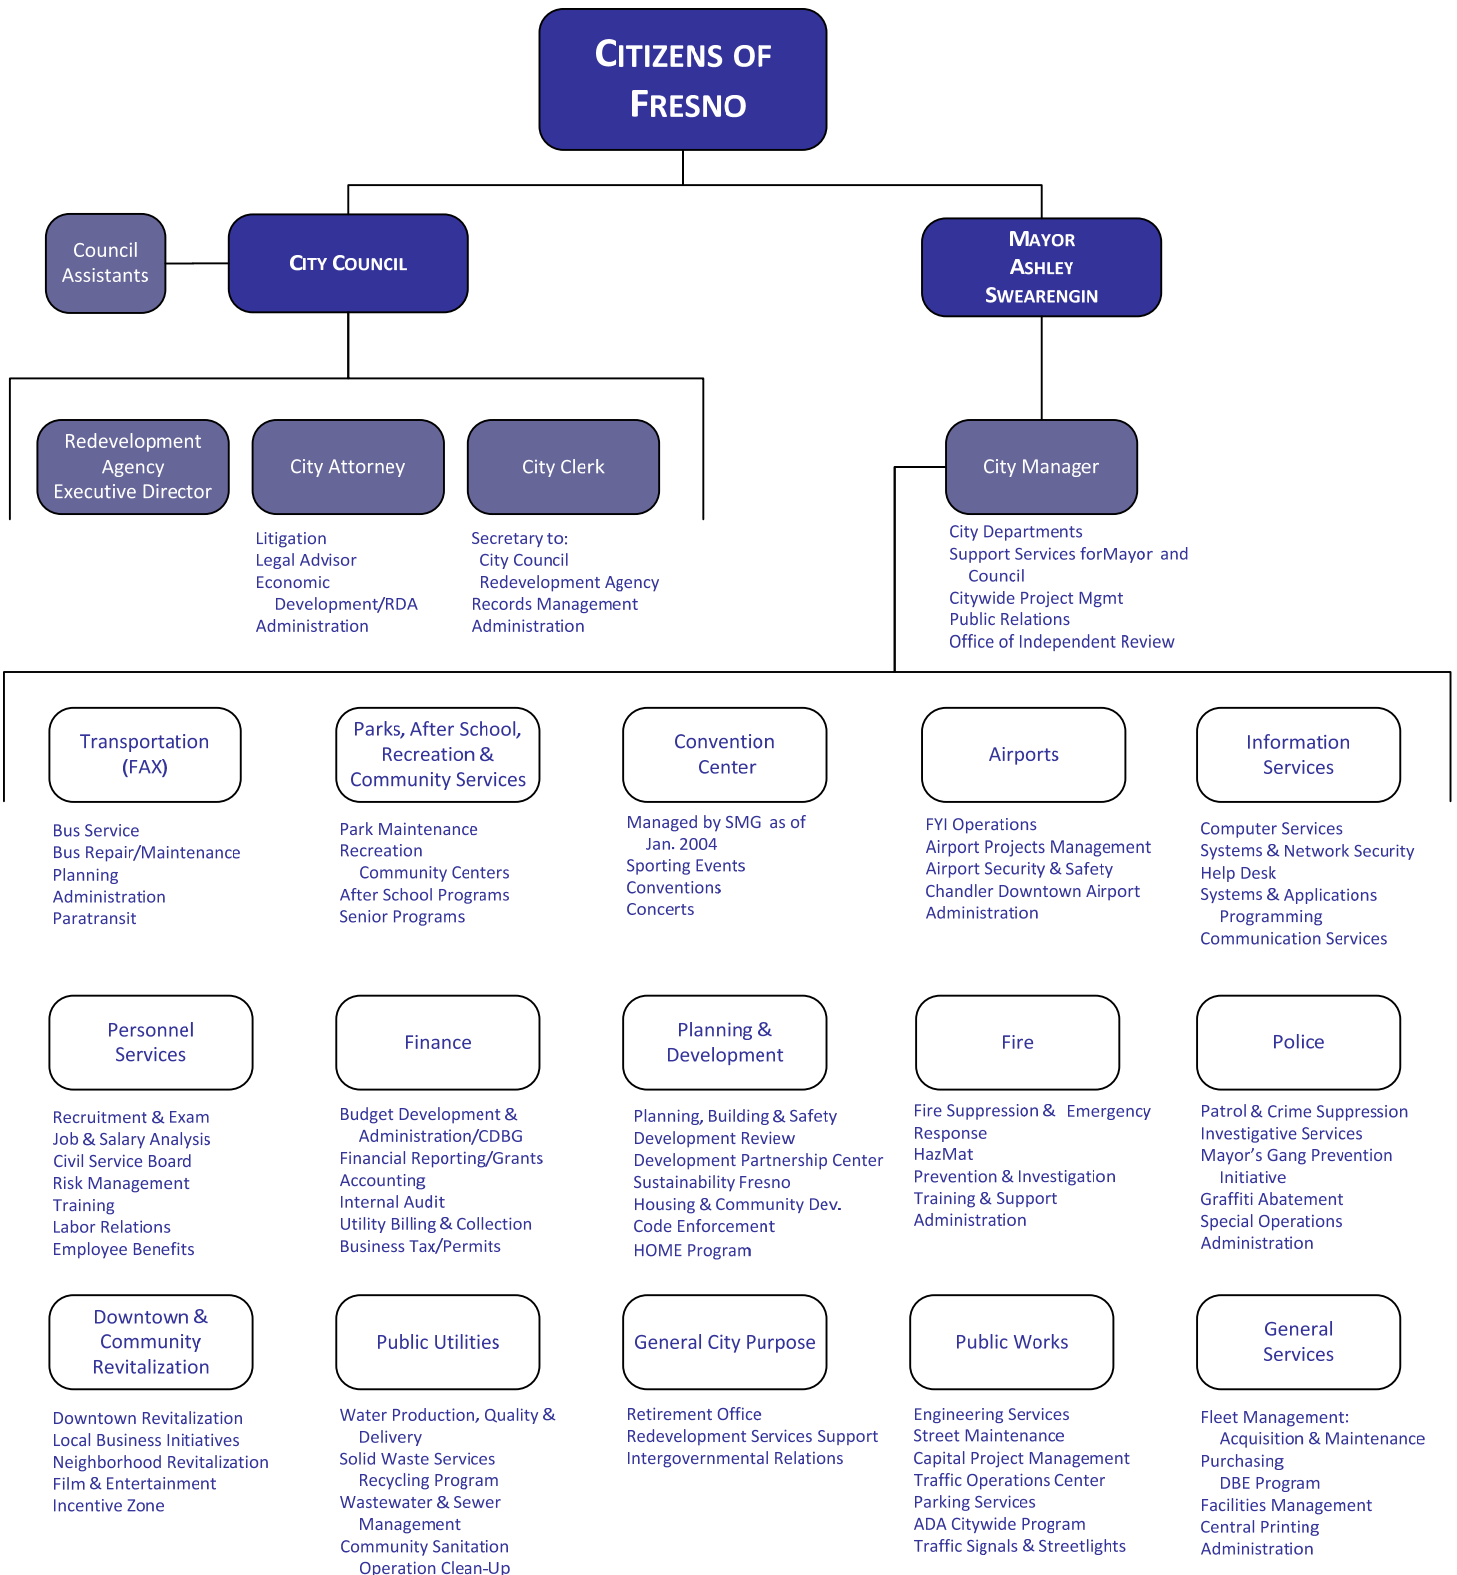 CITIZENS OF
FRESNO
Council
Assistants
CITY COUNCIL
MAYOR
ASHLEY
SWEARENGIN
Redevelopment
Agency
Executive Director
City Attorney
Litigation
Legal Advisor
Economic
Development/RDA
Administration
City Clerk
Secretary to:
City Council
Redevelopment Agency
Records Management
Administration
City Manager
City Departments
Support Services forMayor and
Council
Citywide Project Mgmt
Public Relations
Office of Independent Review
Transportation
(FAX)
Bus Service
Bus Repair/Maintenance
Planning
Administration
Paratransit
Parks, After School,
Recreation &
Community Services
Park Maintenance
Recreation
Community Centers
After School Programs
Senior Programs
Convention
Center
Managed by SMG as of
Jan. 2004
Sporting Events
Conventions
Concerts
Airports
FYI Operations
Airport Projects Management
Airport Security & Safety
Chandler Downtown Airport
Administration
Information
Services
Computer Services
Systems & Network Security
Help Desk
Systems & Applications
Programming
Communication Services
Personnel
Services
Recruitment & Exam
Job & Salary Analysis
Civil Service Board
Risk Management
Training
Labor Relations
Employee Benefits
Finance
Budget Development &
Administration/CDBG
Financial Reporting/Grants
Accounting
Internal Audit
Utility Billing & Collection
Business Tax/Permits
Planning &
Development
Planning, Building & Safety
Development Review
Development Partnership Center
Sustainability Fresno
Housing & Community Dev.
Code Enforcement
HOME Program
Fire
Fire Suppression & Emergency
Response
HazMat
Prevention & Investigation
Training & Support
Administration
Police
Patrol & Crime Suppression
Investigative Services
Mayor's Gang Prevention
Initiative
Graffiti Abatement
Special Operations
Administration
Downtown &
Community
Revitalization
Downtown Revitalization
Local Business Initiatives
Neighborhood Revitalization
Film & Entertainment
Incentive Zone
Public Utilities
Water Production, Quality &
Delivery
Solid Waste Services
Recycling Program
Wastewater & Sewer
Management
Community Sanitation
Operation Clean-Up
General City Purpose
Retirement Office
Redevelopment Services Support
Intergovernmental Relations
Public Works
Engineering Services
Street Maintenance
Capital Project Management
Traffic Operations Center
Parking Services
ADA Citywide Program
Traffic Signals & Streetlights
General
Services
Fleet Management:
Acquisition & Maintenance
Purchasing
DBE Program
Facilities Management
Central Printing
Administration